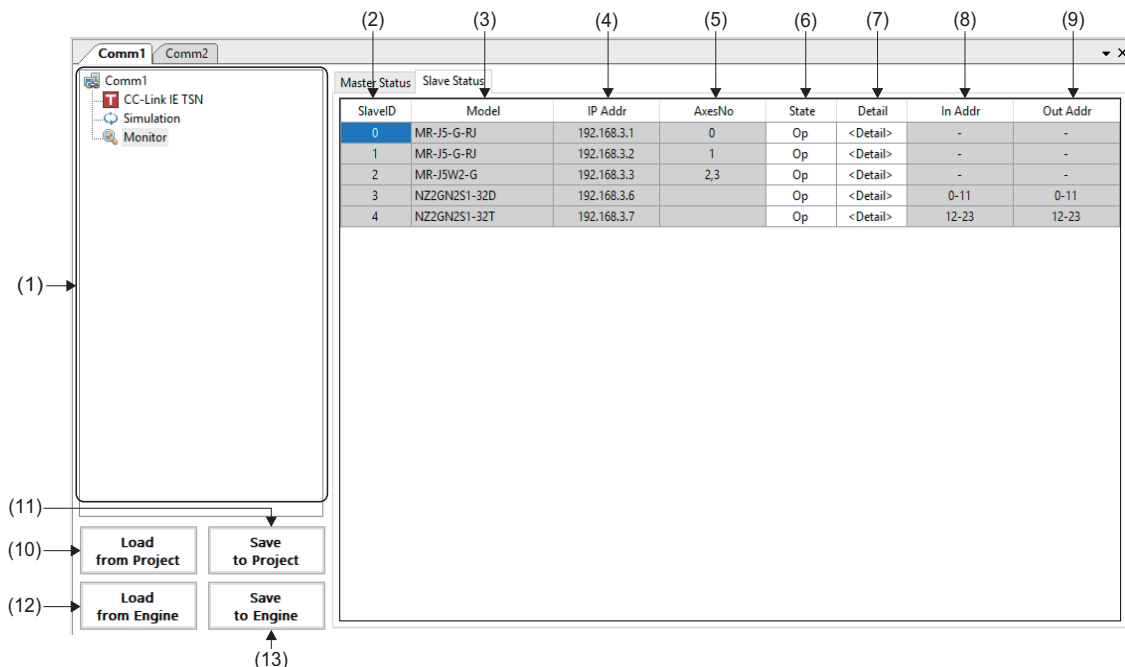 (2) (3) (4) (5) (6) (7) (8) (9)
Comm1 Comm2
Comm1
CC-Link IE TSN
Simulation
Monitor
Master Status Slave Status
SlaveID Model IP Addr AxesNo State Detail In Addr Out Addr
0 MR-J5-G-RJ 192.168.3.1 0 Op <Detail> - -
1 MR-J5-G-RJ 192.168.3.2 1 Op <Detail> - -
2 MR-J5W2-G 192.168.3.3 2,3 Op <Detail> - -
3 NZ2GN2S1-32D 192.168.3.6 Op <Detail> 0-11 0-11
4 NZ2GN2S1-32T 192.168.3.7 Op <Detail> 12-23 12-23
(1)
(11)
(10)
Load
from Project
Save
to Project
(12)
Load
from Engine
Save
to Engine
(13)